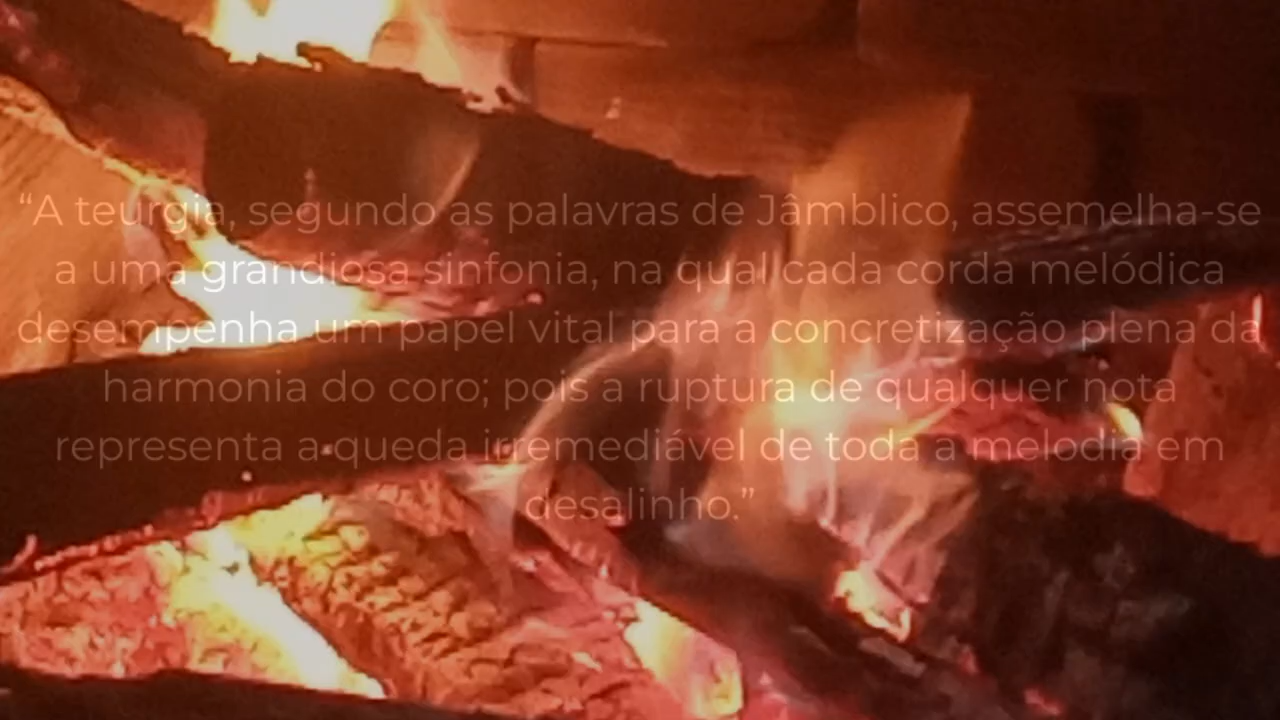 “A teurgia, segundo as palavras de Jâmblico, assemelha-se
a uma grandiosa sinfonia, na qual cada corda melódica
desempenha um papel vital para a concretização plena da
harmonia do coro; pois a ruptura de qualquer nota
representa a queda irremediável de toda a melodia em
desalinho.”